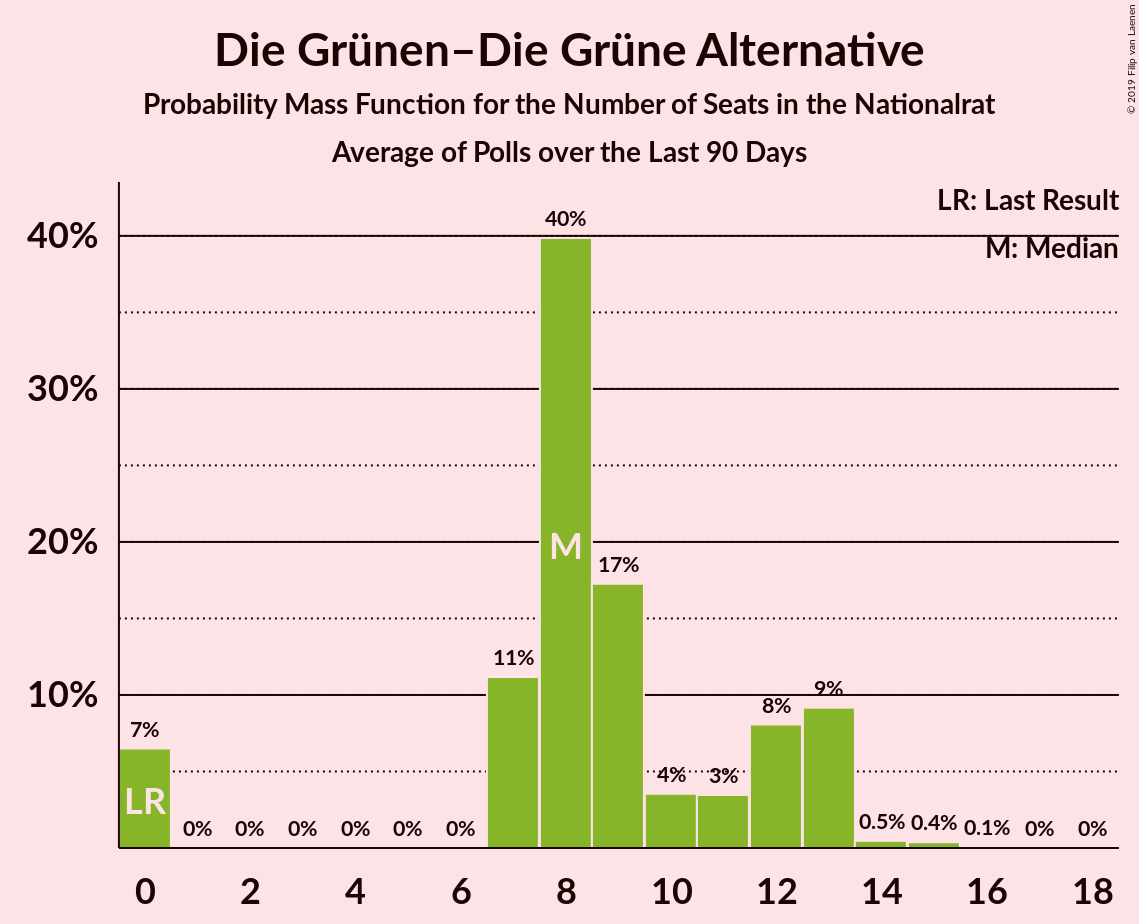 Die Grünen–Die Grüne Alternative
Probability Mass Function for the Number of Seats in the Nationalrat
Average of Polls over the Last 90 Days
© 2019 Filip van Laenen
LR: Last Result
M: Median
40%
30%
20%
10%
7%
0%
0%
0%
0%
0%
0%
11%
40%
17%
4%
3%
8%
9%
0.5%
0.4%
0.1%
0%
0%
LR
M
0 2 4 6 8 10 12 14 16 18